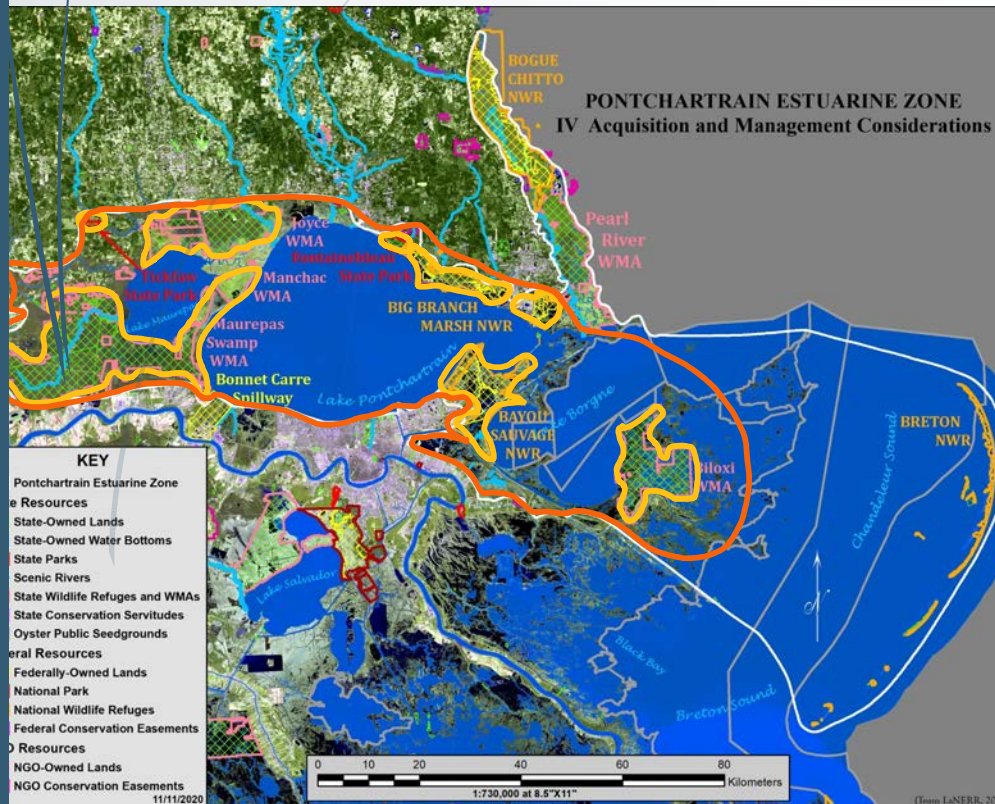 BOGUE
CHITTO
NWR
PONTCHARTRAIN ESTUARINE ZONE
IV Acquisition and Management Considerations
Pearl
River
WMA
Joyce
WMA
Fontainebleau
State Park
Tickfaw
State Park
Manchac
WMA
BIG BRANCH
MARSH NWR
Maurepas
Swamp
WMA
Lake Maurepa
Bonnet Carre
Spillway
Lake Pontchartrain
BAYOU
SAUVAGE
NWR
Borgne
Biloxi
WMA
BRETON
NWR
Chandeleur Sound
KEY
Pontchartrain Estuarine Zone
Resources
State-Owned Lands
State-Owned Water Bottoms
State Parks
Scenic Rivers
State Wildlife Refuges and WMAs
State Conservation Servitudes
Oyster Public Seedgrounds
eral Resources
Federally-Owned Lands
National Park
National Wildlife Refuges
Federal Conservation Easements
Resources
NGO-Owned Lands
NGO Conservation Easements
11/11/2020
Lake Salvador
Black Bay
Breton Sound
N
0 10 20 40 60 80
Kilometers
1:730,000 at 8.5"X11"
(Team LaNERR, 20